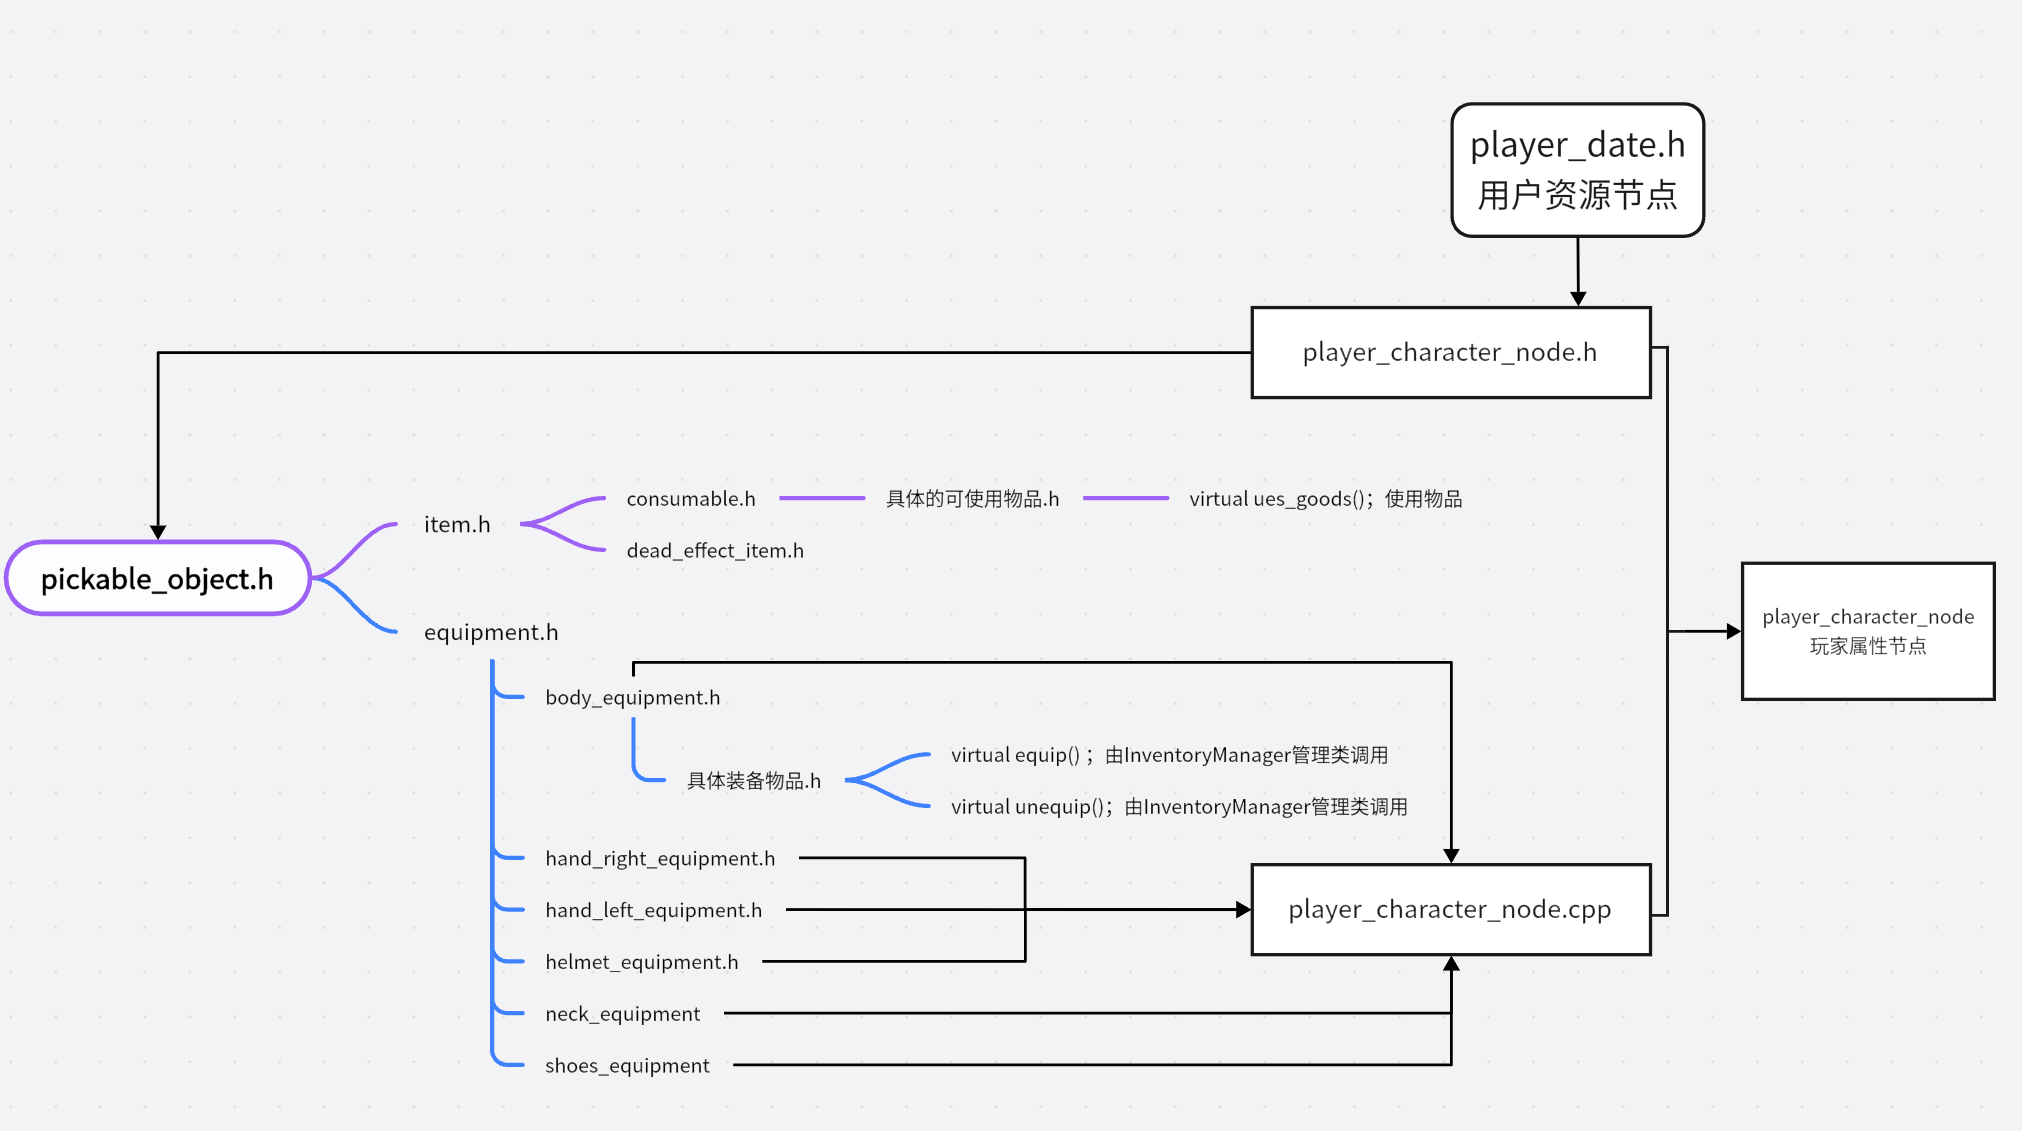 player_date.h
用户资源节点
player_character_node.h
pickable_object.h
item.h
consumable.h
具体的可使用物品.h
virtual ues_goods()；使用物品
dead_effect_item.h
equipment.h
body_equipment.h
具体装备物品.h
virtual equip() ；由InventoryManager管理类调用
virtual unequip()；由InventoryManager管理类调用
hand_right_equipment.h
hand_left_equipment.h
helmet_equipment.h
neck_equipment
shoes_equipment
player_character_node.cpp
player_character_node
玩家属性节点